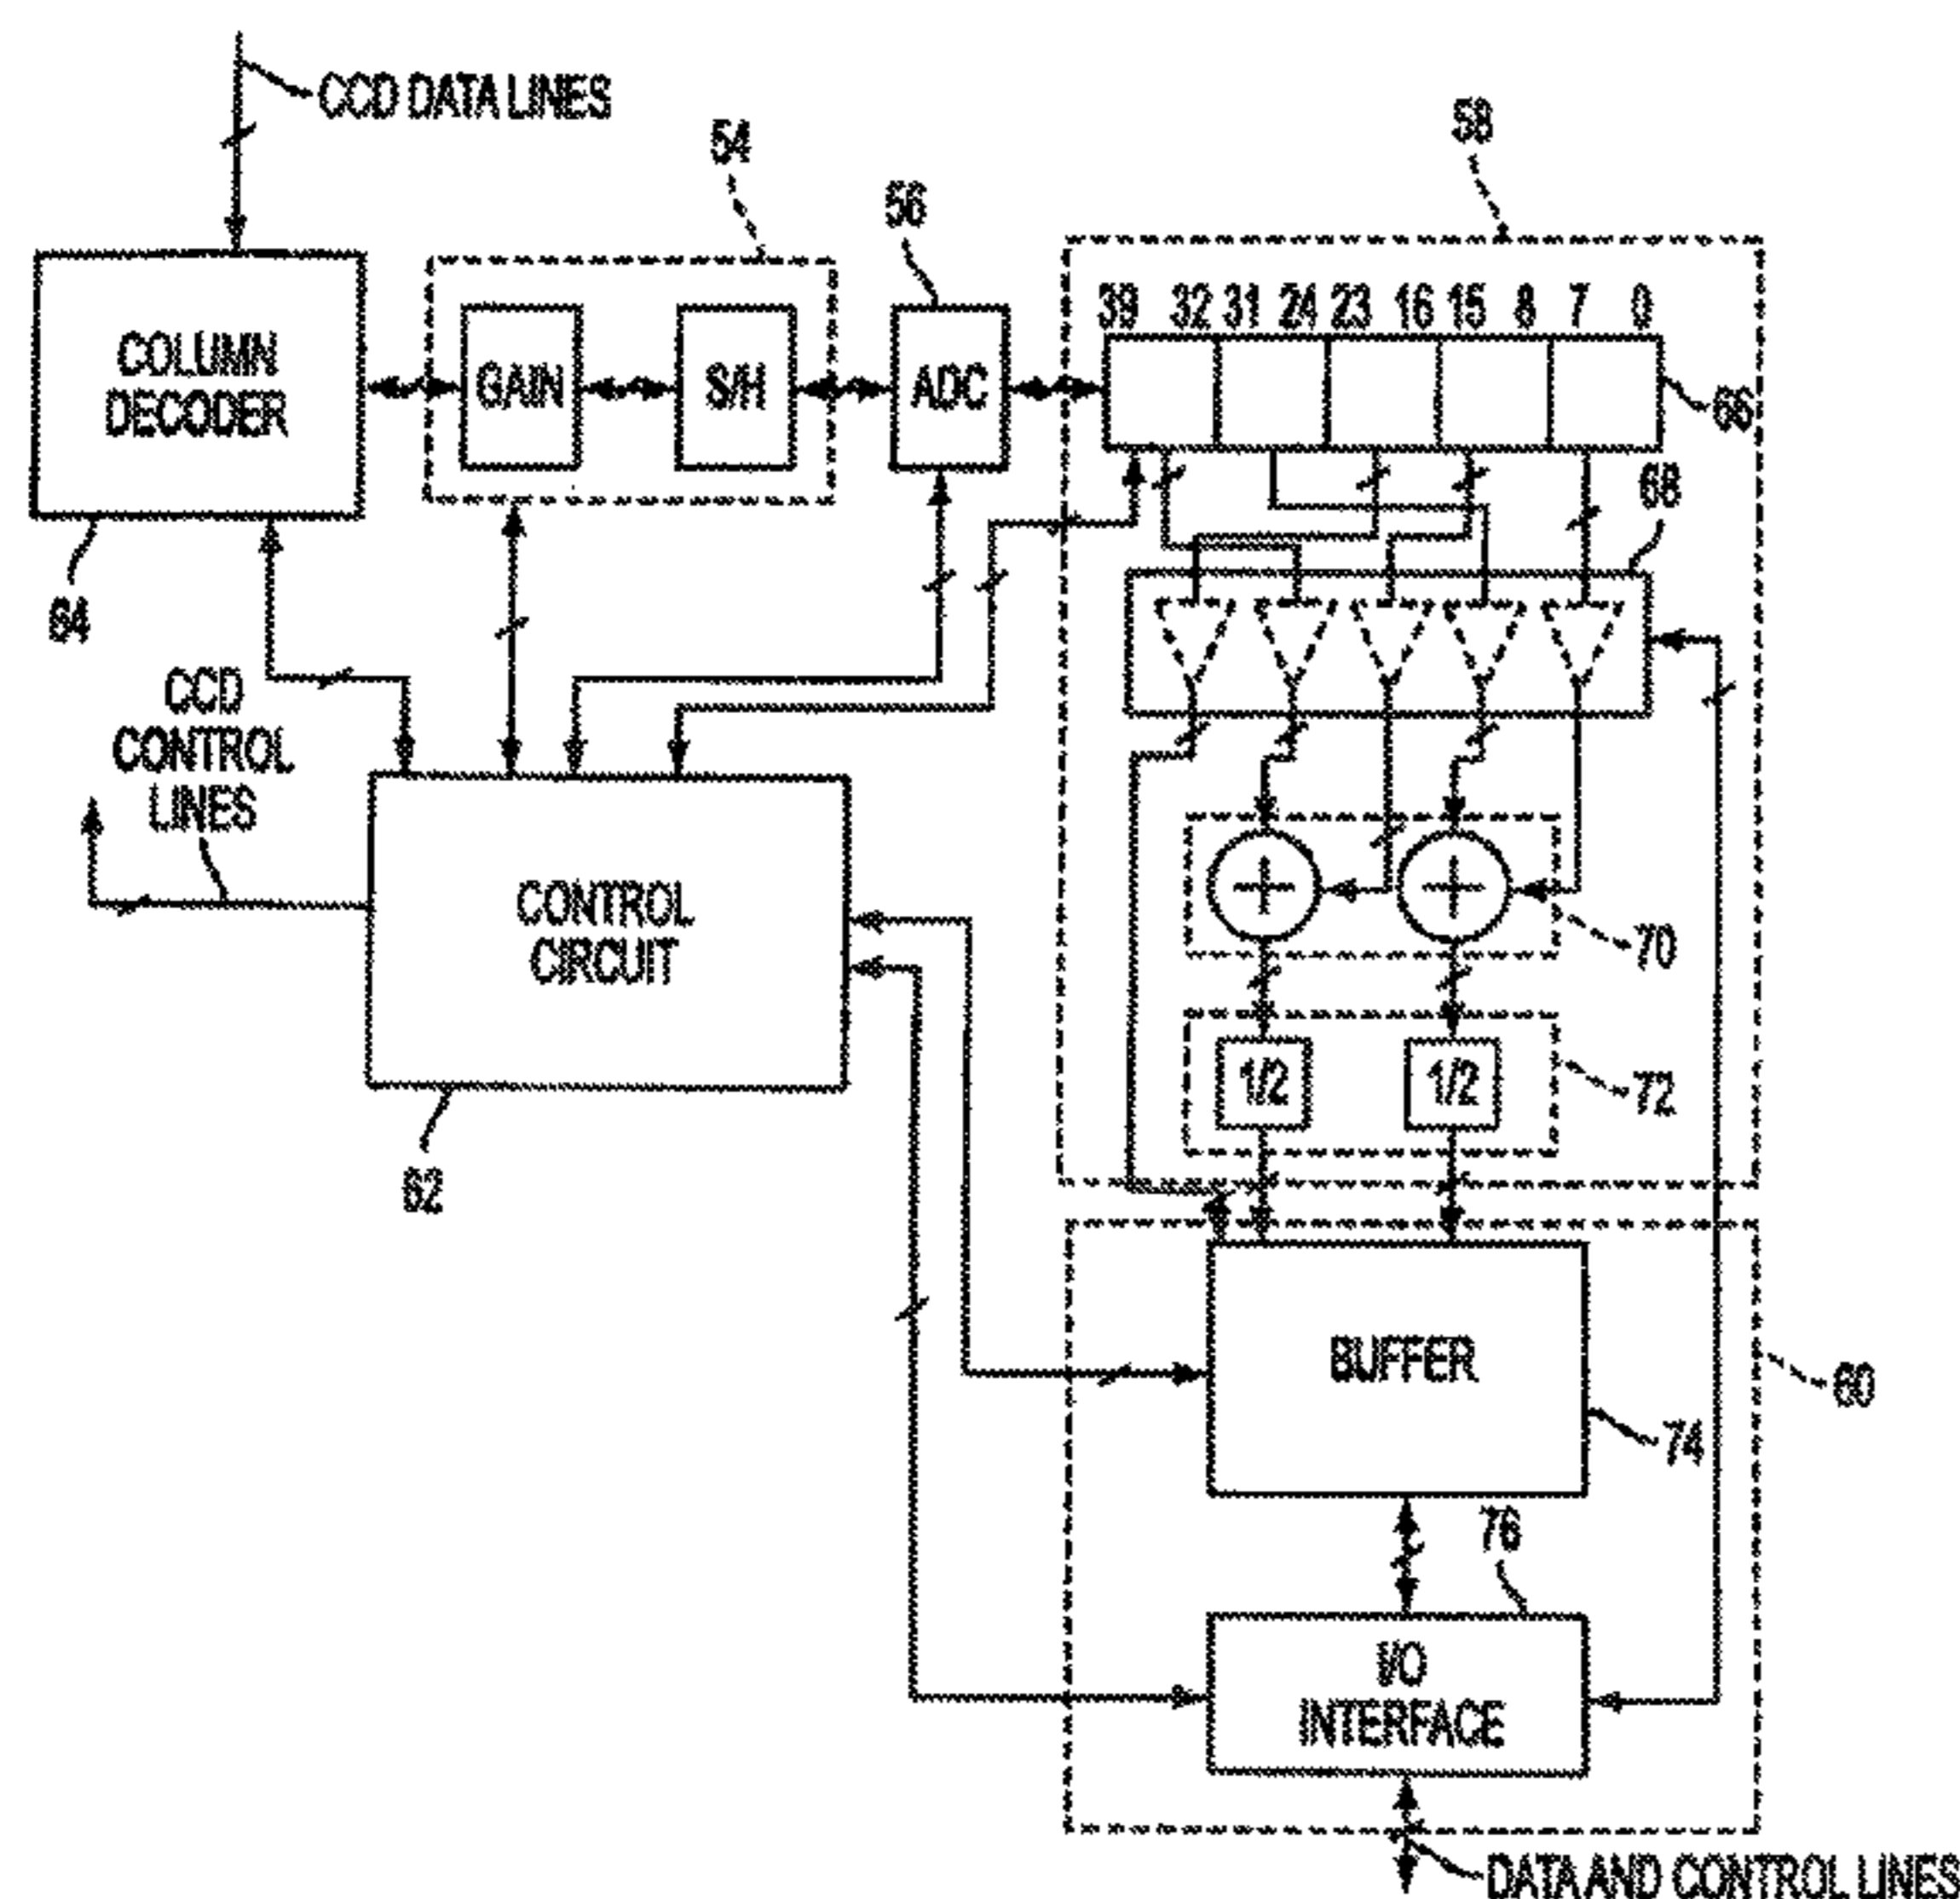 CCD DATA LINES
54
58
56
39 32 31 24 23 16 15 8 7 0
COLUMN
DECODER
GAIN
S/H
ADC
66
68
64
CCD
CONTROL
LINES
CONTROL
CIRCUIT
70
1/2
1/2
72
62
BUFFER
60
74
76
I/O
INTERFACE
DATA AND CONTROL LINES